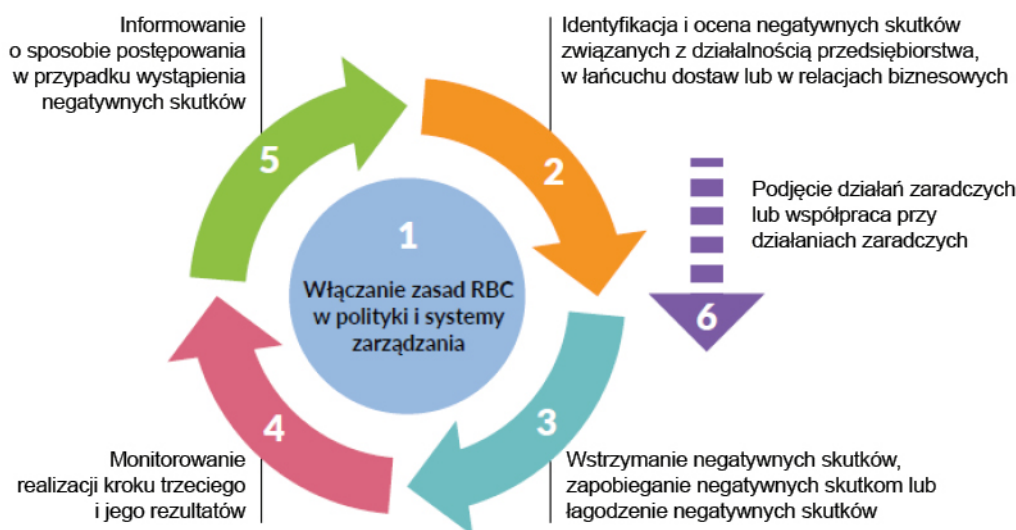 1
Włączanie zasad RBC
w polityki i systemy
zarządzania
2
Identyfikacja i ocena negatywnych skutków
związanych z działalnością przedsiębiorstwa,
w łańcuchu dostaw lub w relacjach biznesowych
3
Wstrzymanie negatywnych skutków,
zapobieganie negatywnych skutkom lub
łagodzenie negatywnych skutków
4
Monitorowanie
realizacji kroku trzeciego
i jego rezultatów
5
Informowanie
o sposobie postępowania
w przypadku wystąpienia
negatywnych skutków
6
Podjęcie działań zaradczych
lub współpraca przy
działaniach zaradczych